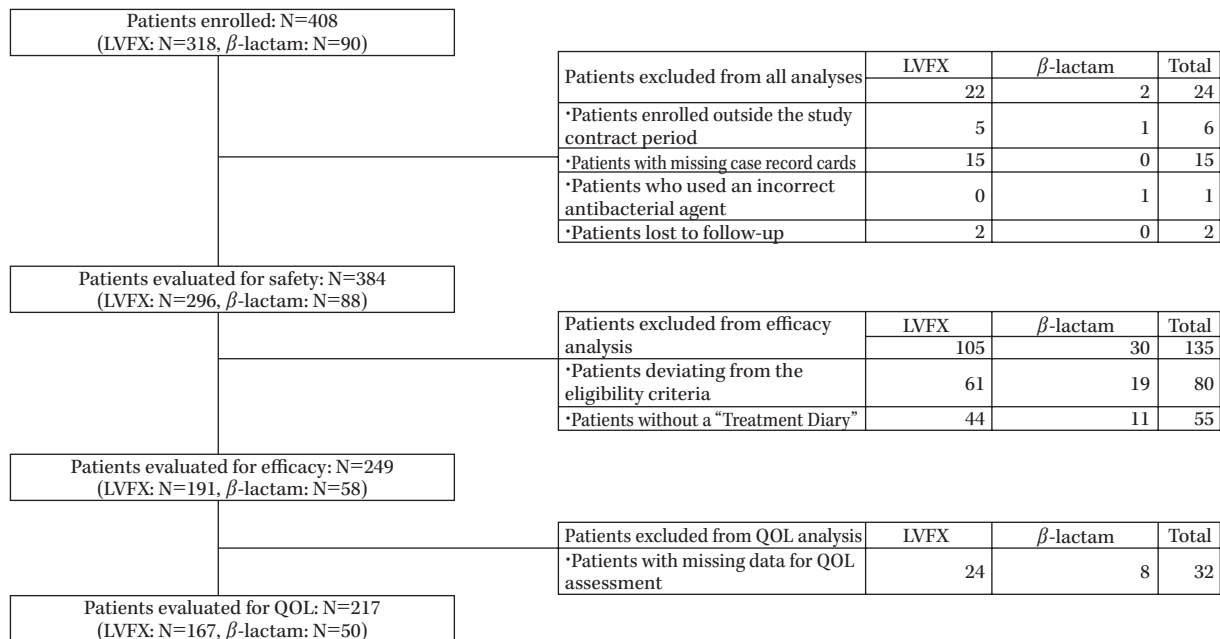 Patients enrolled: N=408
(LVFX: N=318, β-lactam: N=90)
Patients excluded from all analyses LVFX β-lactam Total
22 2 24
・Patients enrolled outside the study
contract period 5 1 6
・Patients with missing case record cards 15 0 15
・Patients who used an incorrect
antibacterial agent 0 1 1
・Patients lost to follow-up 2 0 2
Patients evaluated for safety: N=384
(LVFX: N=296, β-lactam: N=88)
Patients excluded from efficacy
analysis LVFX β-lactam Total
105 30 135
・Patients deviating from the
eligibility criteria 61 19 80
・Patients without a “Treatment Diary” 44 11 55
Patients evaluated for efficacy: N=249
(LVFX: N=191, β-lactam: N=58)
Patients excluded from QOL analysis LVFX β-lactam Total
・Patients with missing data for QOL
assessment 24 8 32
Patients evaluated for QOL: N=217
(LVFX: N=167, β-lactam: N=50)